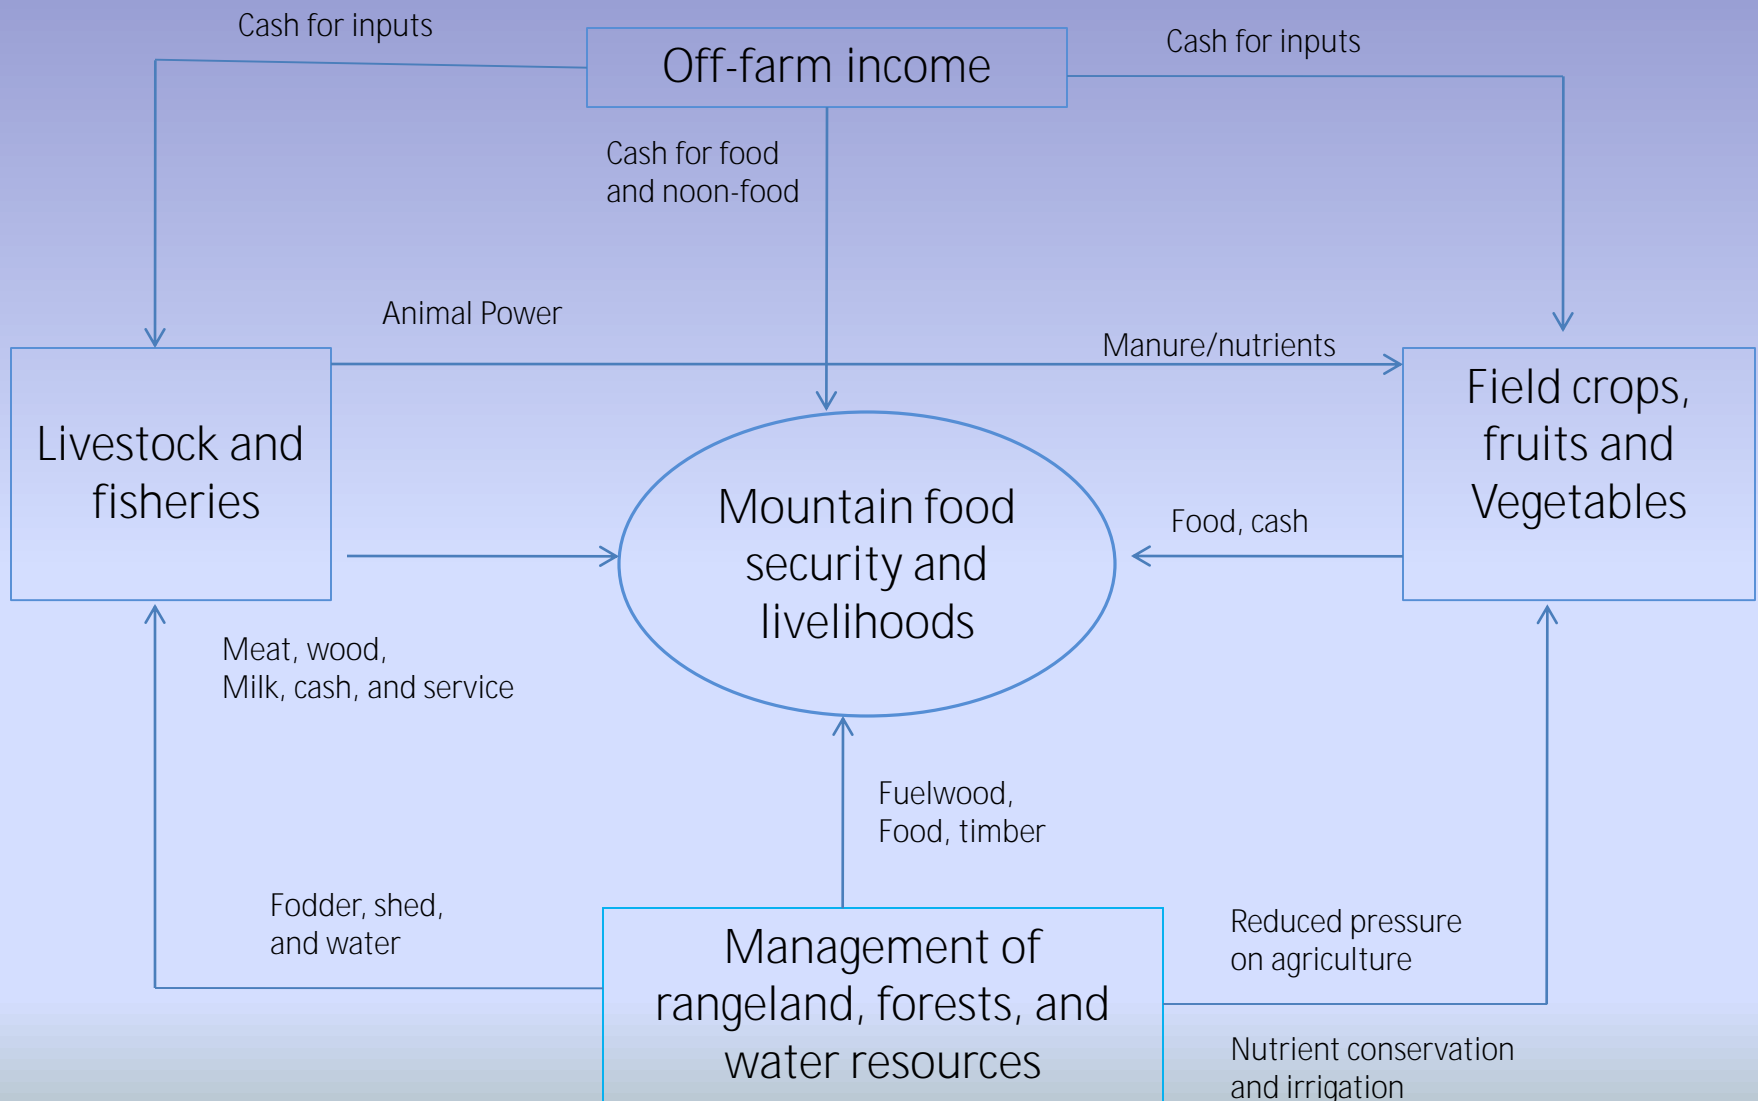 Cash for inputs
Off-farm income
Cash for inputs
Cash for food
and noon-food
Animal Power
Manure/nutrients
Livestock and
fisheries
Mountain food
security and
livelihoods
Field crops,
fruits and
Vegetables
Food, cash
Meat, wood,
Milk, cash, and service
Fuelwood,
Food, timber
Fodder, shed,
and water
Management of
rangeland, forests, and
water resources
Reduced pressure
on agriculture
Nutrient conservation
and irrigation